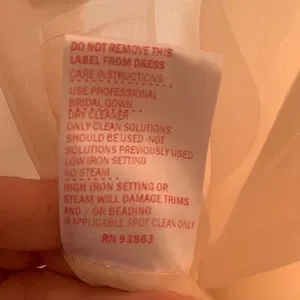 DO NOT REMOVE THIS
LABEL FROM DRESS
CARE INSTRUCTIONS
USE PROFESSIONAL
BRIDAL GOWN
DRY CLEANER
ONLY CLEAN SOLUTIONS
SHOULD BE USED -NOT
SOLUTIONS PREVIOUSLY USED
LOW IRON SETTING
NO STEAM
HIGH IRON SETTING OR
STEAM WILL DAMAGE TRIMS
AND / OR BEADING
IF APPLICABLE SPOT CLEAN ONLY
RN 93863